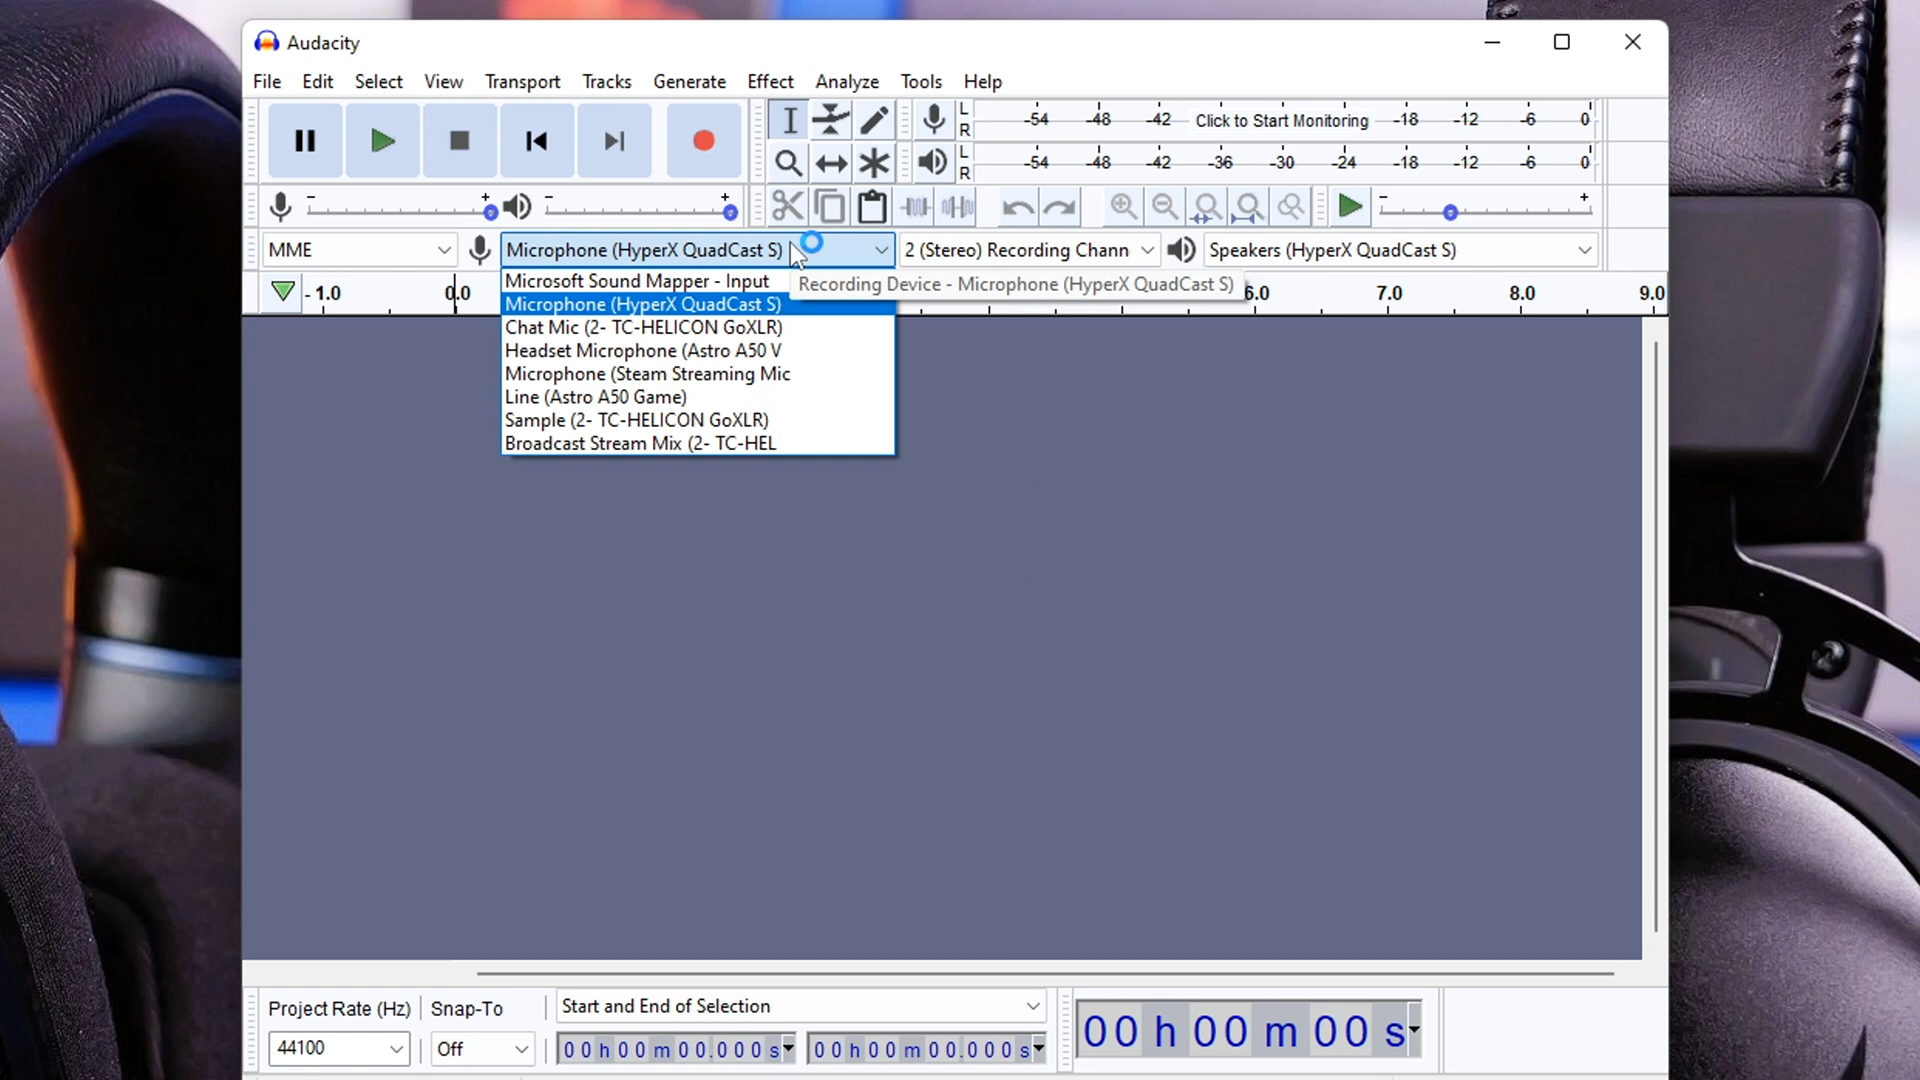 Audacity
File Edit Select View Transport Tracks Generate Effect Analyze Tools Help
L
R
-54 -48 -42 Click to Start Monitoring -18 -12 -6 0
L
R
-54 -48 -42 -36 -30 -24 -18 -12 -6 0
- + - + - +
MME
Microphone (HyperX QuadCast S)
2 (Stereo) Recording Chann
Speakers (HyperX QuadCast S)
Recording Device - Microphone (HyperX QuadCast S)
- 1.0 0.0 6.0 7.0 8.0 9.0
Microsoft Sound Mapper - Input
Microphone (HyperX QuadCast S)
Chat Mic (2- TC-HELICON GoXLR)
Headset Microphone (Astro A50 V
Microphone (Steam Streaming Mic
Line (Astro A50 Game)
Sample (2- TC-HELICON GoXLR)
Broadcast Stream Mix (2- TC-HEL
Project Rate (Hz)
Snap-To
Start and End of Selection
44100
Off
00 h 00 m 00.000 s
00 h 00 m 00.000 s
00 h 00 m 00 s